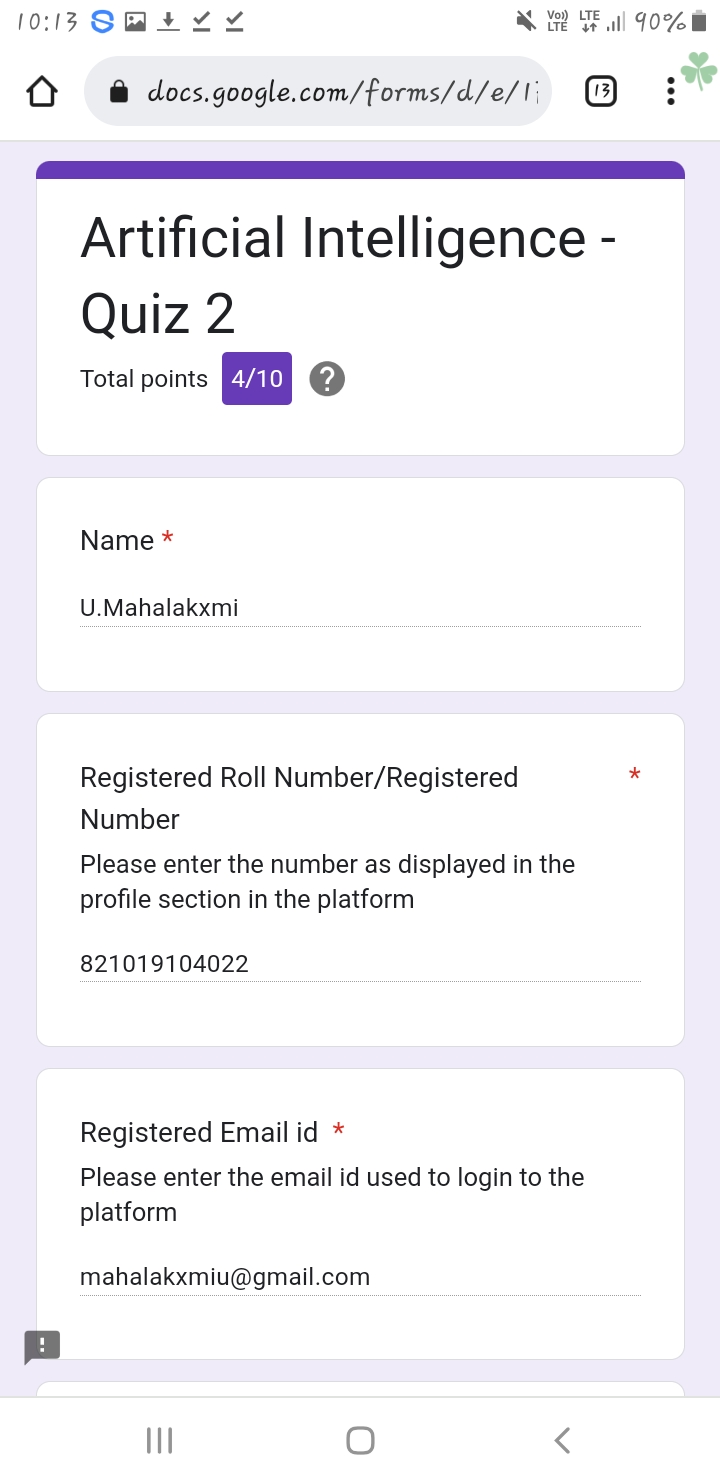 10:13 Vo)) LTE LTE 90%
docs.google.com/forms/d/e/1 13
Artificial Intelligence -
Quiz 2
Total points 4/10
Name *
U.Mahalakxmi
Registered Roll Number/Registered *
Number
Please enter the number as displayed in the
profile section in the platform
821019104022
Registered Email id *
Please enter the email id used to login to the
platform
mahalakxmiu@gmail.com